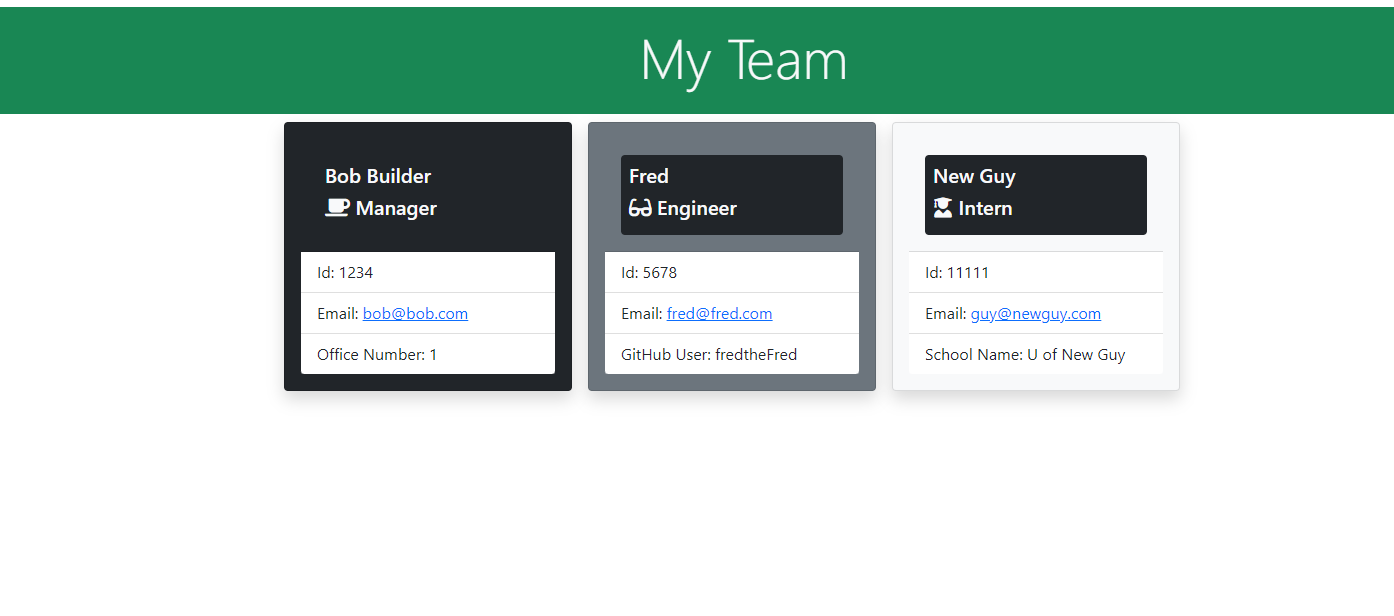 My Team
Bob Builder
Manager
Id: 1234
Email: bob@bob.com
Office Number: 1
Fred
Engineer
Id: 5678
Email: fred@fred.com
GitHub User: fredtheFred
New Guy
Intern
Id: 11111
Email: guy@newguy.com
School Name: U of New Guy